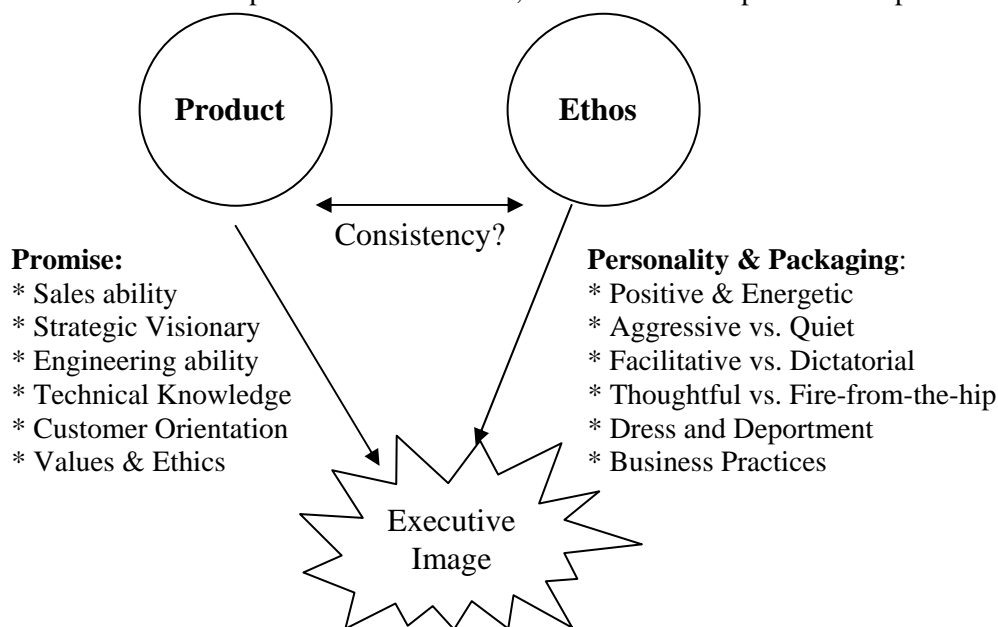 Product
Ethos
Consistency?
Promise:
* Sales ability
* Strategic Visionary
* Engineering ability
* Technical Knowledge
* Customer Orientation
* Values & Ethics
Personality & Packaging:
* Positive & Energetic
* Aggressive vs. Quiet
* Facilitative vs. Dictatorial
* Thoughtful vs. Fire-from-the-hip
* Dress and Deportment
* Business Practices
Executive
Image